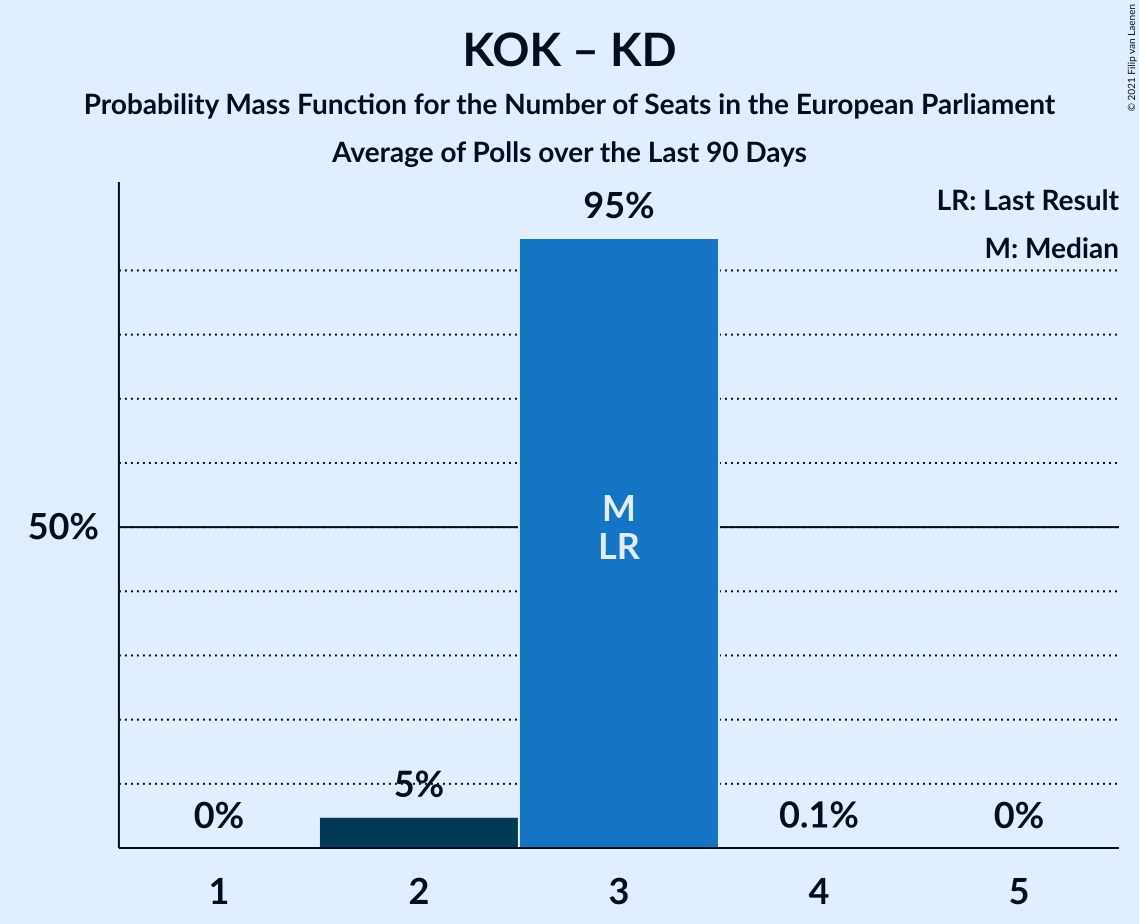 KOK – KD
Probability Mass Function for the Number of Seats in the European Parliament
Average of Polls over the Last 90 Days
© 2021 Filip van Laenen
LR: Last Result
M: Median
95%
50%
M
LR
0%
5%
0.1%
0%
1
2
3
4
5